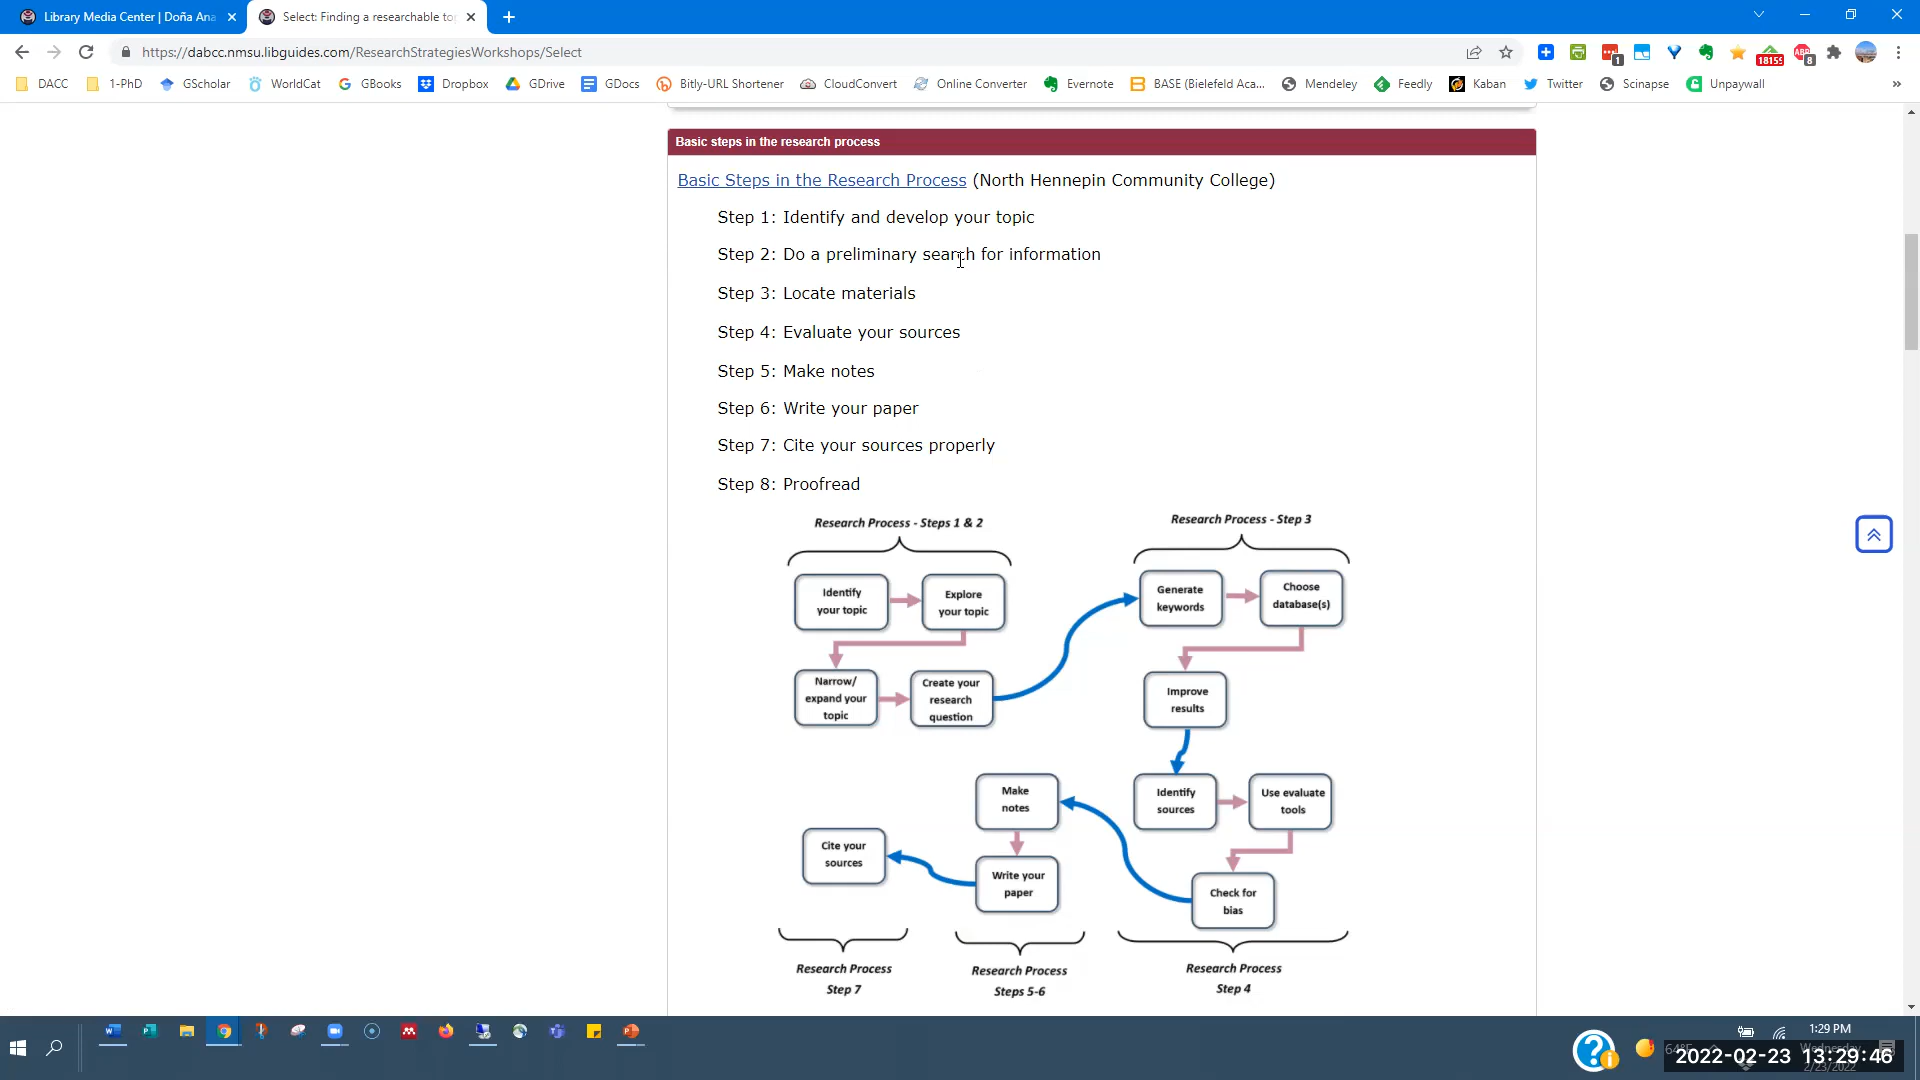 Library Media Center | Doña Ana
Select: Finding a researchable to
https://dabcc.nmsu.libguides.com/ResearchStrategiesWorkshops/Select
1
18155
8
DACC
1-PhD
GScholar
WorldCat
GBooks
Dropbox
GDrive
GDocs
Bitly-URL Shortener
CloudConvert
Online Converter
Evernote
BASE (Bielefeld Aca...
Mendeley
Feedly
Kaban
Twitter
Scinapse
Unpaywall
Basic steps in the research process
Basic Steps in the Research Process (North Hennepin Community College)
Step 1: Identify and develop your topic
Step 2: Do a preliminary search for information
Step 3: Locate materials
Step 4: Evaluate your sources
Step 5: Make notes
Step 6: Write your paper
Step 7: Cite your sources properly
Step 8: Proofread
Research Process - Steps 1 & 2
Identify
your topic
Explore
your topic
Narrow/
expand your
topic
Create your
research
question
Research Process - Step 3
Generate
keywords
Choose
database(s)
Improve
results
Identify
sources
Use evaluate
tools
Check for
bias
Research Process
Step 4
Make
notes
Write your
paper
Research Process
Steps 5-6
Cite your
sources
Research Process
Step 7
64°F
1:29 PM
Wednesday
2/23/2022
2022-02-23 13:29:46